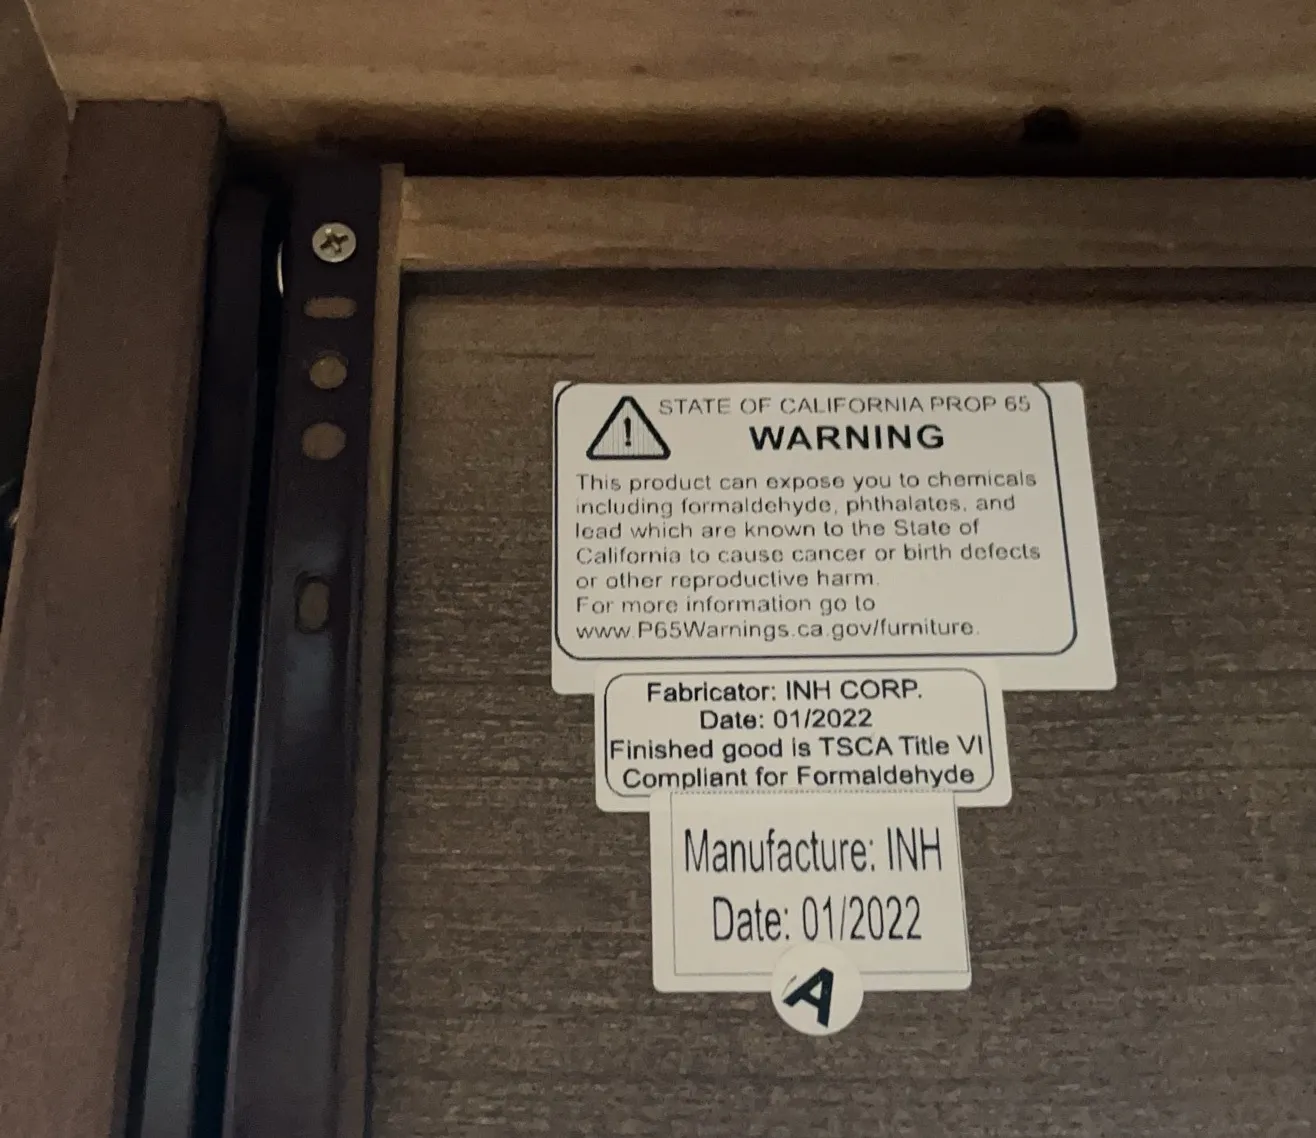 STATE OF CALIFORNIA PROP 65
WARNING
This product can expose you to chemicals
including formaldehyde, phthalates, and
lead which are known to the State of
California to cause cancer or birth defects
or other reproductive harm.
For more information go to
www.P65Warnings.ca.gov/furniture.
Fabricator: INH CORP.
Date: 01/2022
Finished good is TSCA Title VI
Compliant for Formaldehyde
Manufacture: INH
Date: 01/2022
A